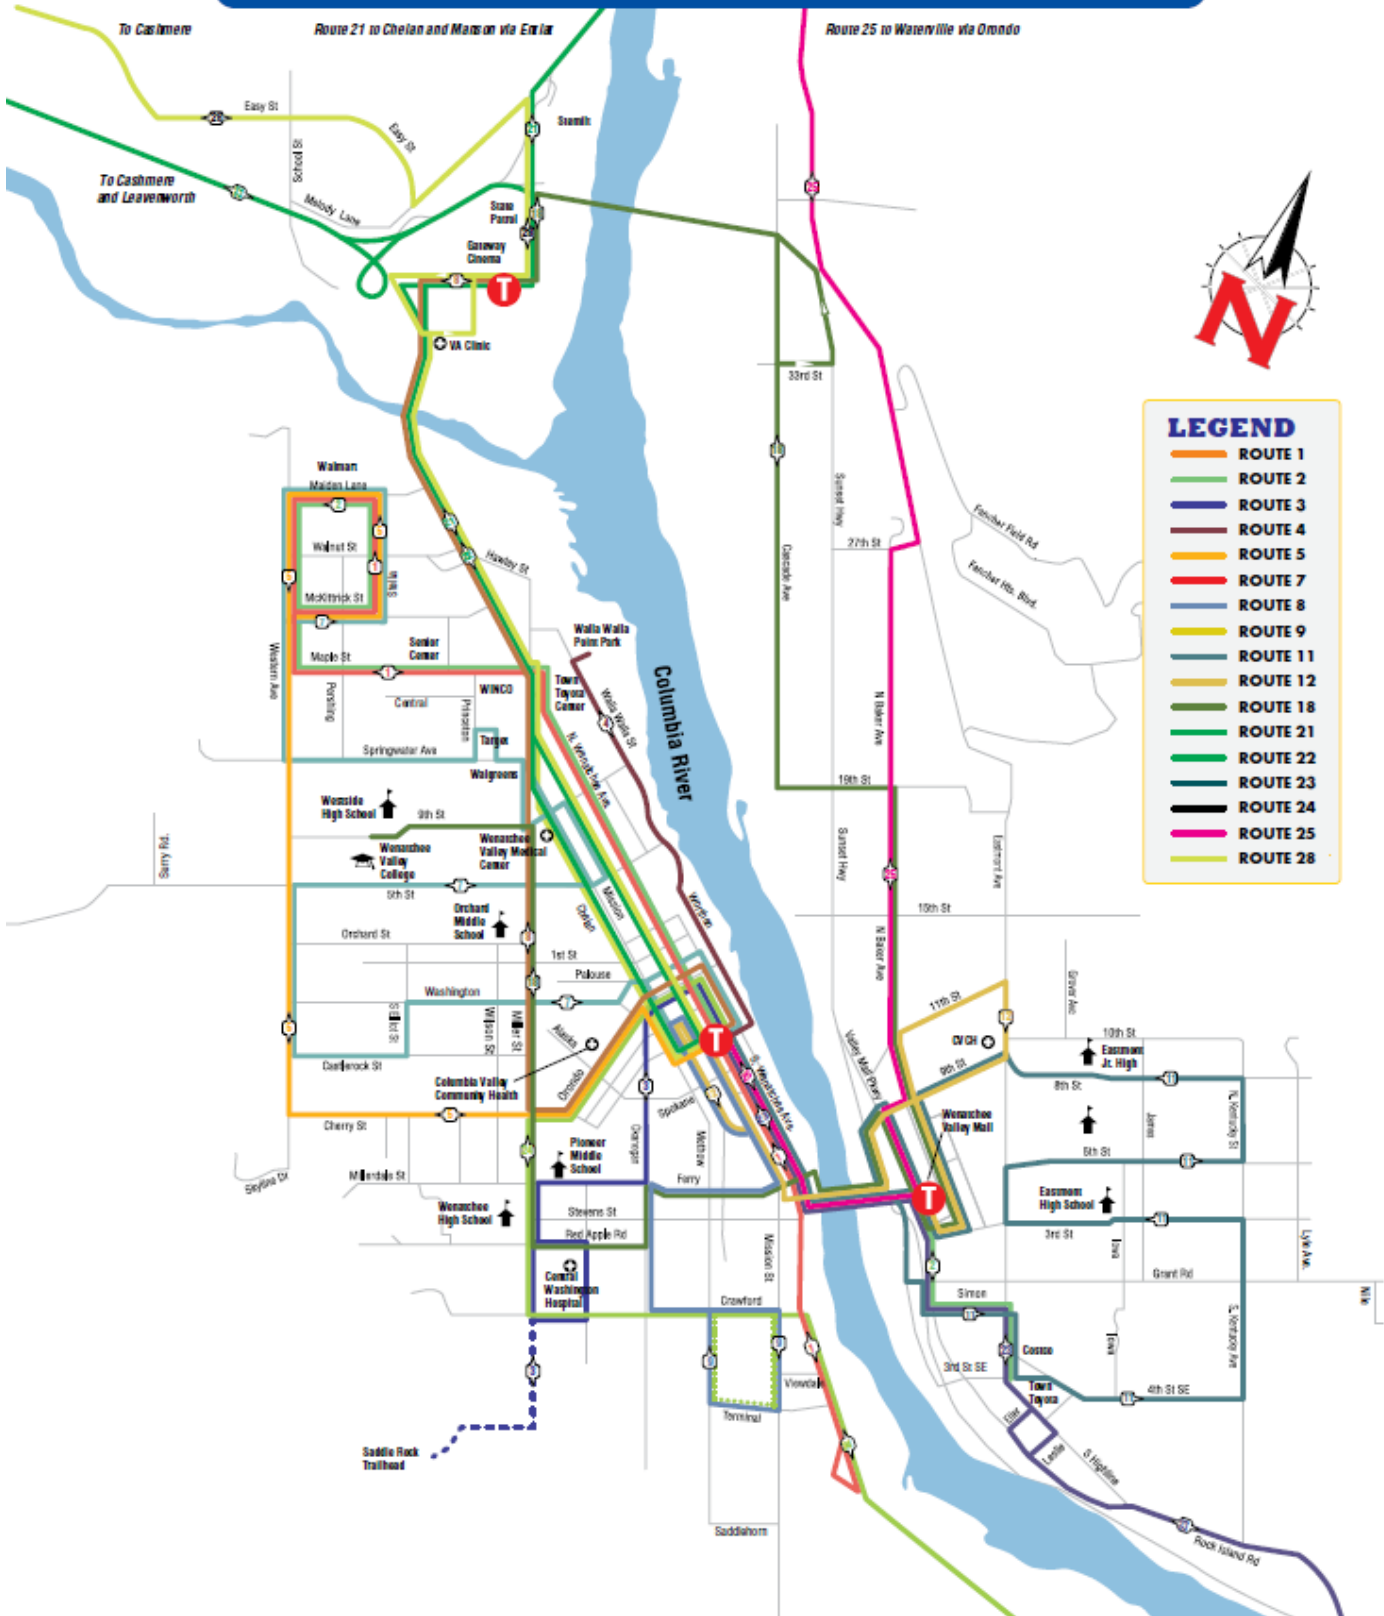 To Cashmere
Route 21 to Chelan and Manson via Entiat
Route 25 to Waterville via Orondo
Easy St
Easy St
School St
Stemilt
To Cashmere
and Leavenworth
Melody Lane
State
Patrol
Gateway
Cinema
T
VA Clinic
N
33rd St
LEGEND
ROUTE 1
ROUTE 2
ROUTE 3
ROUTE 4
ROUTE 5
ROUTE 7
ROUTE 8
ROUTE 9
ROUTE 11
ROUTE 12
ROUTE 18
ROUTE 21
ROUTE 22
ROUTE 23
ROUTE 24
ROUTE 25
ROUTE 28
Walmart
Maiden Lane
Walnut St
McKittrick St
Maple St
Western Ave
Pershing
Senior
Center
Central
Princeton
WINCO
Target
Springwater Ave
Walgreens
Hawley St
Town
Toyota
Center
N. Wenatchee Ave
Walla Walla
Point Park
Walla Walla St
Columbia River
Worthen
Sunset Hwy
Cascade Ave
27th St
Fancher Field Rd
Fancher Hts. Blvd.
N Baker Ave
19th St
Sunset Hwy
Eastmont Ave
15th St
N Baker Ave
Westside
High School
9th St
Wenatchee
Valley
College
Wenatchee
Valley Medical
Center
5th St
Orchard
Middle
School
Orchard St
Chelan
Mission
1st St
Palouse
Washington
S Elliot St
Wilson St
Miller St
Castlerock St
Alaska
Orondo
Columbia Valley
Community Health
Cherry St
Skyline Dr
Millerdale St
Pioneer
Middle
School
Okanogan
Spokane
Methow
T
S. Wenatchee Ave
Ferry
Wenatchee
High School
Stevens St
Red Apple Rd
Mission St
Central
Washington
Hospital
Crawford
Viewdale
Terminal
Saddle Rock
Trailhead
Saddlehorn
Valley Mall Pkwy
11th St
Grover Ave
CVCH
9th St
10th St
Eastmont
Jr. High
8th St
N. Kentucky St
James
Wenatchee
Valley Mall
5th St
Eastmont
High School
T
3rd St
Iowa
Lyle Ave.
Grant Rd
Nile
Simon
Iowa
S. Kentucky Ave
Costco
3rd St SE
Town
Toyota
4th St SE
Eller
Leslie
S Highline
Rock Island Rd